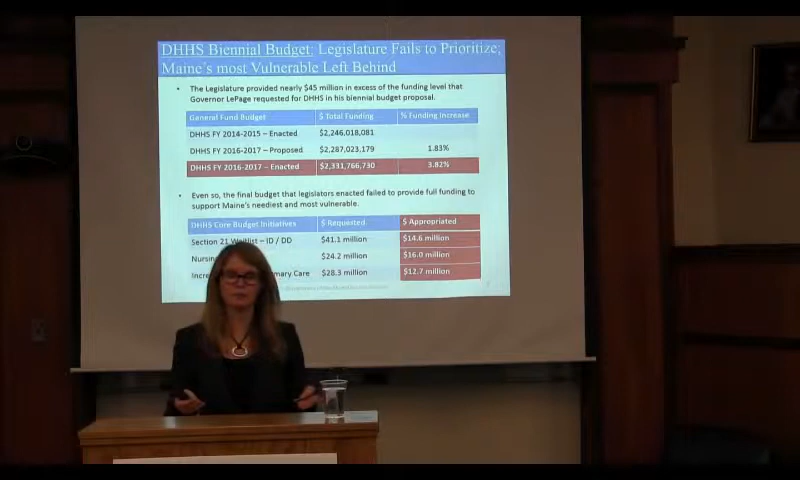 DHHS Biennial Budget: Legislature Fails to Prioritize;
Maine's most Vulnerable Left Behind
• The Legislature provided nearly $45 million in excess of the funding level that
Governor LePage requested for DHHS in his biennial budget proposal.
General Fund Budget $ Total Funding % Funding Increase
DHHS FY 2014-2015 – Enacted $2,246,018,081
DHHS FY 2016-2017 – Proposed $2,287,023,179 1.83%
DHHS FY 2016-2017 – Enacted $2,331,766,730 3.82%
• Even so, the final budget that legislators enacted failed to provide full funding to
support Maine's neediest and most vulnerable.
DHHS Core Budget Initiatives $ Requested $ Appropriated
Section 21 Waitlist – ID / DD $41.1 million $14.6 million
$24.2 million $16.0 million
Care $28.3 million $12.7 million